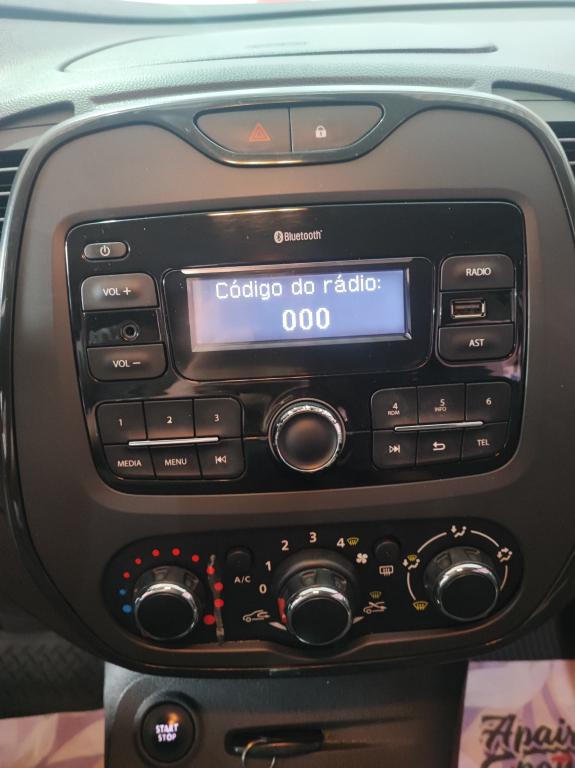 Bluetooth
VOL +
Código do rádio:
000
RADIO
VOL −
AST
1 2 3
4 RDM 5 INFO 6
MEDIA MENU
TEL
0 1 2 3 4
A/C
START
STOP
Apai